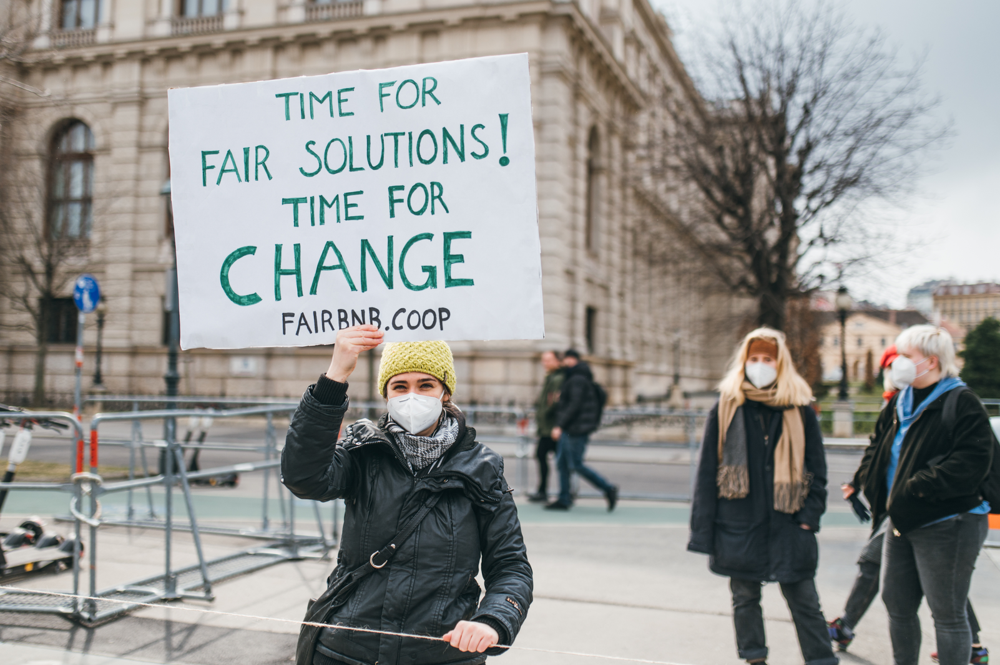 TIME FOR
FAIR SOLUTIONS!
TIME FOR
CHANGE
FAIRBNB.COOP